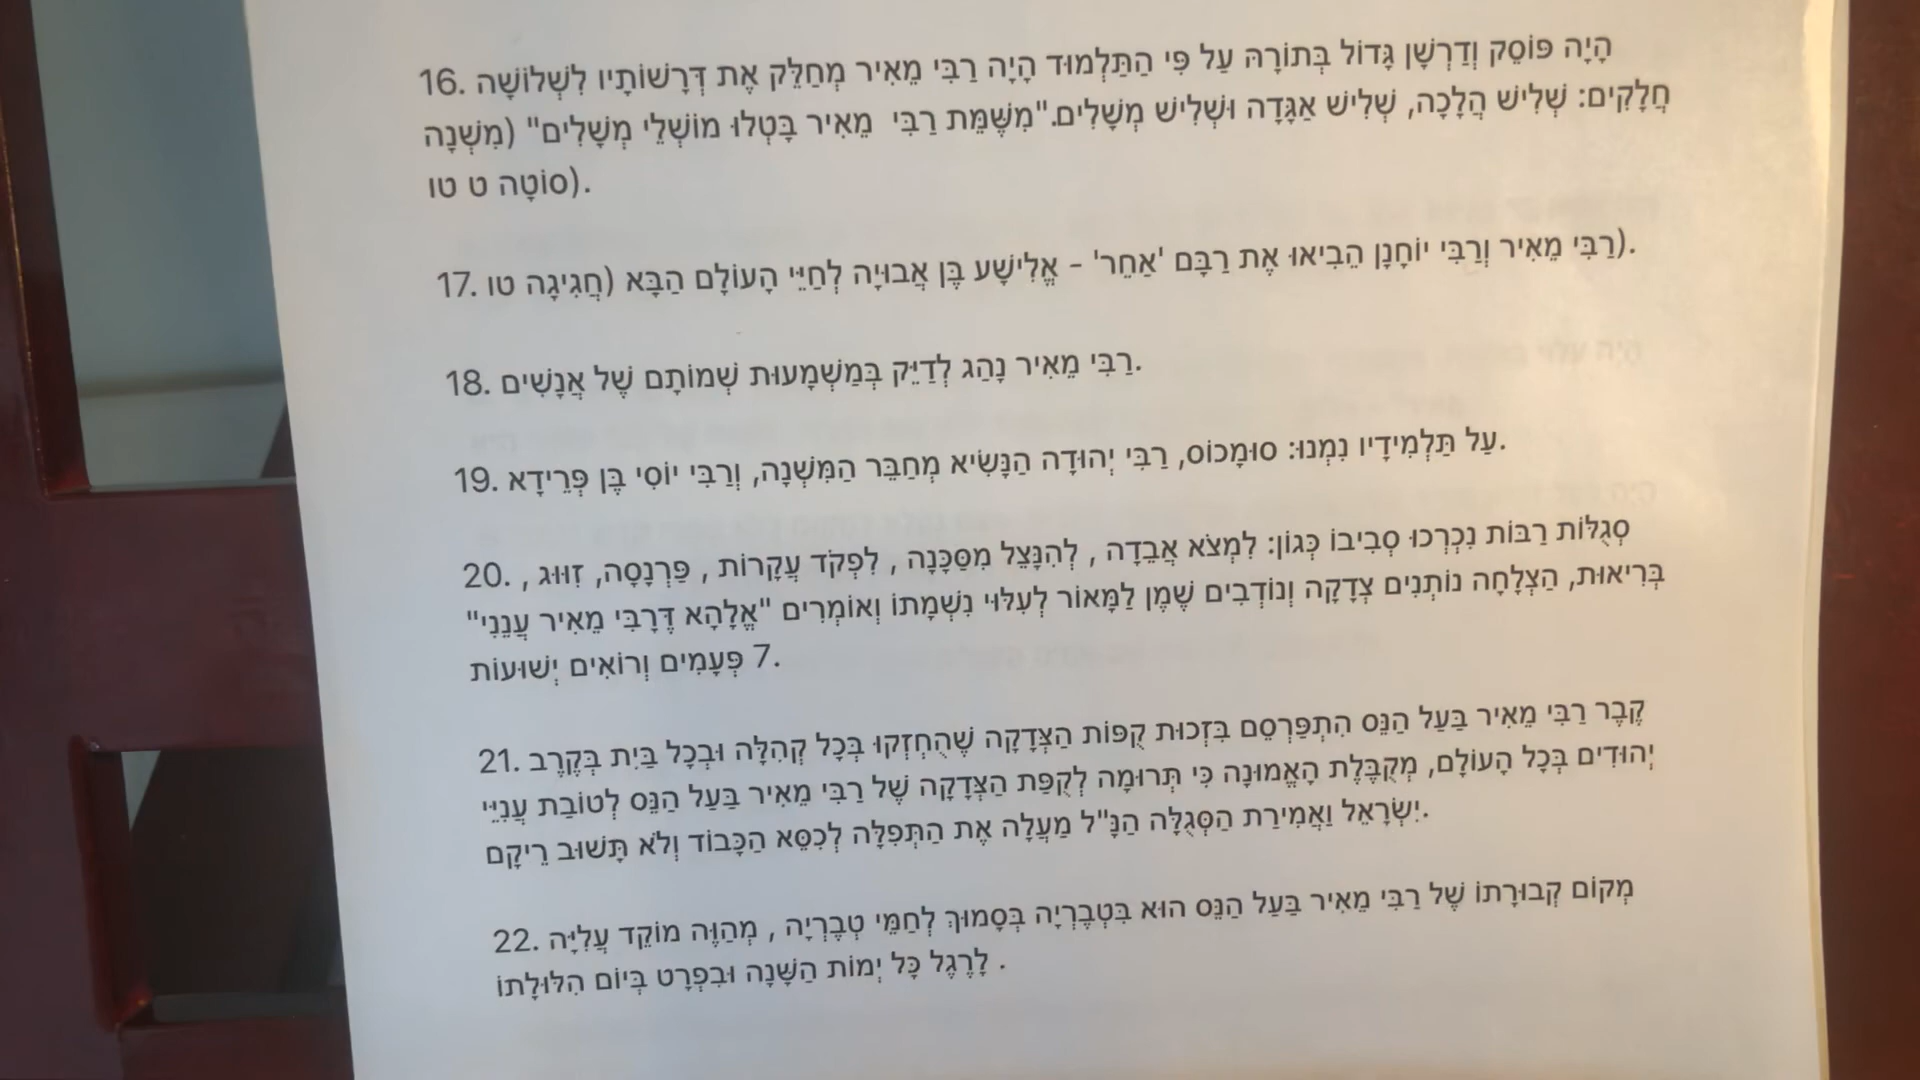 16. הָיָה פּוֹסֵק וְדַרְשָׁן גָּדוֹל בְּתוֹרָה עַל פִּי הַתַּלְמוּד הָיָה רַבִּי מֵאִיר מְחַלֵּק אֶת דְּרָשׁוֹתָיו לִשְׁלוֹשָׁה
חֲלָקִים: שְׁלִישׁ הֲלָכָה, שְׁלִישׁ אַגָּדָה וּשְׁלִישׁ מְשָׁלִים."מִשֶּׁמֵּת רַבִּי מֵאִיר בָּטְלוּ מוֹשְׁלֵי מְשָׁלִים" (מִשְׁנָה
סוֹטָה ט טו).
17. רַבִּי מֵאִיר וְרַבִּי יוֹחָנָן הֵבִיאוּ אֶת רַבָּם 'אַחֵר' – אֱלִישָׁע בֶּן אֲבוּיָה לְחַיֵּי הָעוֹלָם הַבָּא (חֲגִיגָה טו).
18. רַבִּי מֵאִיר נָהַג לְדַיֵּק בְּמַשְׁמָעוּת שְׁמוֹתָם שֶׁל אֲנָשִׁים.
19. עַל תַּלְמִידָיו נִמְנוּ: סוּמָכוֹס, רַבִּי יְהוּדָה הַנָּשִׂיא מְחַבֵּר הַמִּשְׁנָה, וְרַבִּי יוֹסִי בֶּן פְּרֵידָא.
20. סְגֻלּוֹת רַבּוֹת נִכְרְכוּ סְבִיבוֹ כְּגוֹן: לִמְצֹא אֲבֵדָה , לְהִנָּצֵל מִסַּכָּנָה , לִפְקֹד עֲקָרוֹת , פַּרְנָסָה, זִוּוּג ,
בְּרִיאוּת, הַצְלָחָה נוֹתְנִים צְדָקָה וְנוֹדְבִים שֶׁמֶן לַמָּאוֹר לְעִלּוּי נִשְׁמָתוֹ וְאוֹמְרִים "אֱלָהָא דְּרַבִּי מֵאִיר עֲנֵנִי"
7 פְּעָמִים וְרוֹאִים יְשׁוּעוֹת.
21. קֶבֶר רַבִּי מֵאִיר בַּעַל הַנֵּס הִתְפַּרְסֵם בִּזְכוּת קֻפּוֹת הַצְּדָקָה שֶׁהֻחְזְקוּ בְּכָל קְהִלָּה וּבְכָל בַּיִת בְּקֶרֶב
יְהוּדִים בְּכָל הָעוֹלָם, מְקֻבֶּלֶת הָאֱמוּנָה כִּי תְּרוּמָה לְקֻפַּת הַצְּדָקָה שֶׁל רַבִּי מֵאִיר בַּעַל הַנֵּס לְטוֹבַת עֲנִיֵּי
יִשְׂרָאֵל וַאֲמִירַת הַסְּגֻלָּה הַנָּ"ל מַעֲלָה אֶת הַתְּפִלָּה לְכִסֵּא הַכָּבוֹד וְלֹא תָּשׁוּב רֵיקָם.
22. מְקוֹם קְבוּרָתוֹ שֶׁל רַבִּי מֵאִיר בַּעַל הַנֵּס הוּא בִּטְבֶרְיָה בְּסָמוּךְ לְחַמֵּי טְבֶרְיָה , מְהַוֶּה מוֹקֵד עֲלִיָּה
לָרֶגֶל כָּל יְמוֹת הַשָּׁנָה וּבִפְרָט בְּיוֹם הִלּוּלָתוֹ .